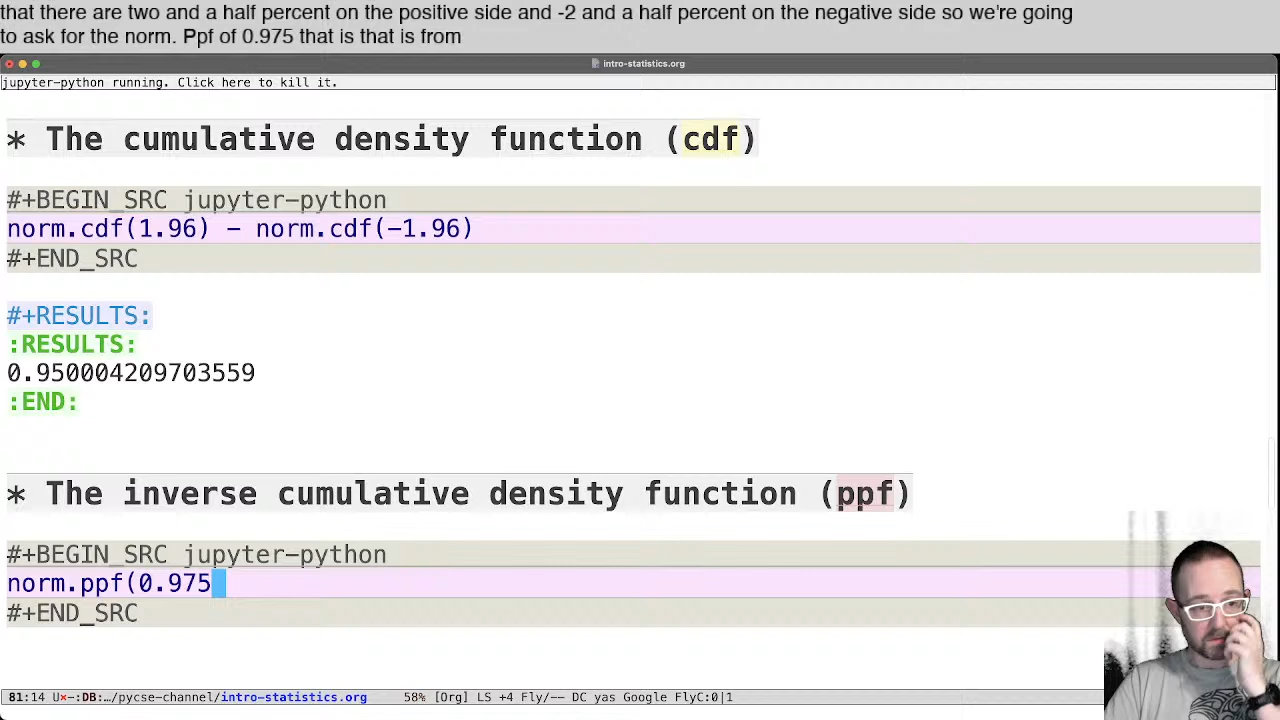 that there are two and a half percent on the positive side and -2 and a half percent on the negative side so we're going
to ask for the norm. Ppf of 0.975 that is that is from
intro-statistics.org
jupyter-python running. Click here to kill it.
* The cumulative density function (cdf)
#+BEGIN_SRC jupyter-python
norm.cdf(1.96) - norm.cdf(-1.96)
#+END_SRC
#+RESULTS:
:RESULTS:
0.950004209703559
:END:
* The inverse cumulative density function (ppf)
#+BEGIN_SRC jupyter-python
norm.ppf(0.975
#+END_SRC
81:14 U×-:DB:…/pycse-channel/intro-statistics.org 58% [Org] LS +4 Fly/-- DC yas Google FlyC:0|1